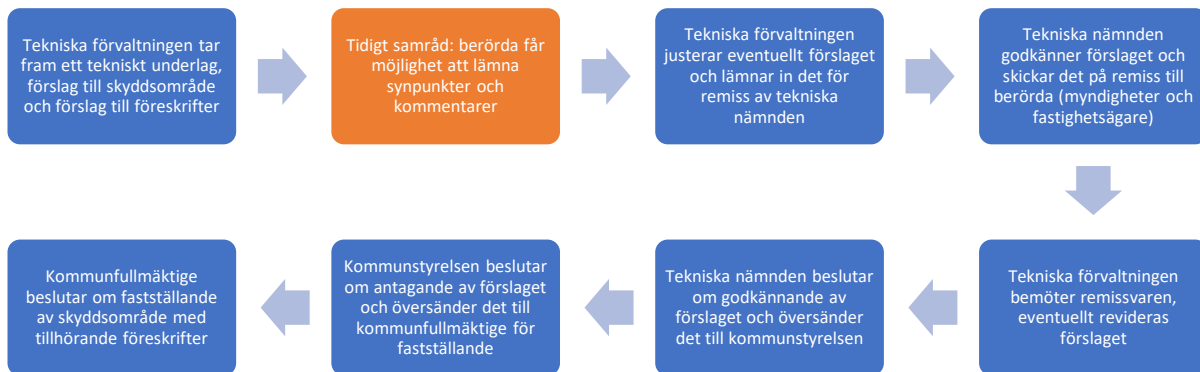 Tekniska förvaltningen tar
fram ett tekniskt underlag,
förslag till skyddsområde
och förslag till föreskrifter
Tidigt samråd: berörda får
möjlighet att lämna
synpunkter och
kommentarer
Tekniska förvaltningen
justerar eventuellt förslaget
och lämnar in det för
remiss av tekniska
nämnden
Tekniska nämnden
godkänner förslaget och
skickar det på remiss till
berörda (myndigheter och
fastighetsägare)
Tekniska förvaltningen
bemöter remissvaren,
eventuellt revideras
förslaget
Tekniska nämnden beslutar
om godkännande av
förslaget och översänder
det till kommunstyrelsen
Kommunstyrelsen beslutar
om antagande av förslaget
och översänder det till
kommunfullmäktige för
fastställande
Kommunfullmäktige
beslutar om fastställande
av skyddsområde med
tillhörande föreskrifter